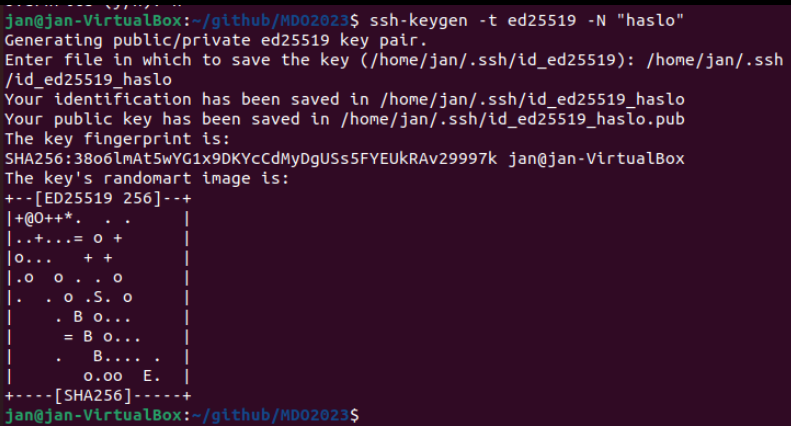 jan@jan-VirtualBox:~/github/MDO2023$ ssh-keygen -t ed25519 -N "haslo"
Generating public/private ed25519 key pair.
Enter file in which to save the key (/home/jan/.ssh/id_ed25519): /home/jan/.ssh
/id_ed25519_haslo
Your identification has been saved in /home/jan/.ssh/id_ed25519_haslo
Your public key has been saved in /home/jan/.ssh/id_ed25519_haslo.pub
The key fingerprint is:
SHA256:38o6lmAt5wYG1x9DKYcCdMyDgUSs5FYEUkRAv29997k jan@jan-VirtualBox
The key's randomart image is:
+--[ED25519 256]--+
|+@O++*.  . .     |
|..+...= o +      |
|o...   + +       |
|.o  o . . o      |
|.  . o .S. o     |
|    . B o...     |
|     = B o...    |
|    .   B.... .  |
|       o.oo  E.  |
+----[SHA256]-----+
jan@jan-VirtualBox:~/github/MDO2023$